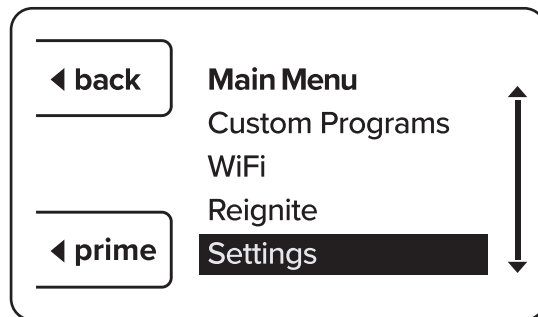 back
Main Menu
Custom Programs
WiFi
Reignite
prime
Settings